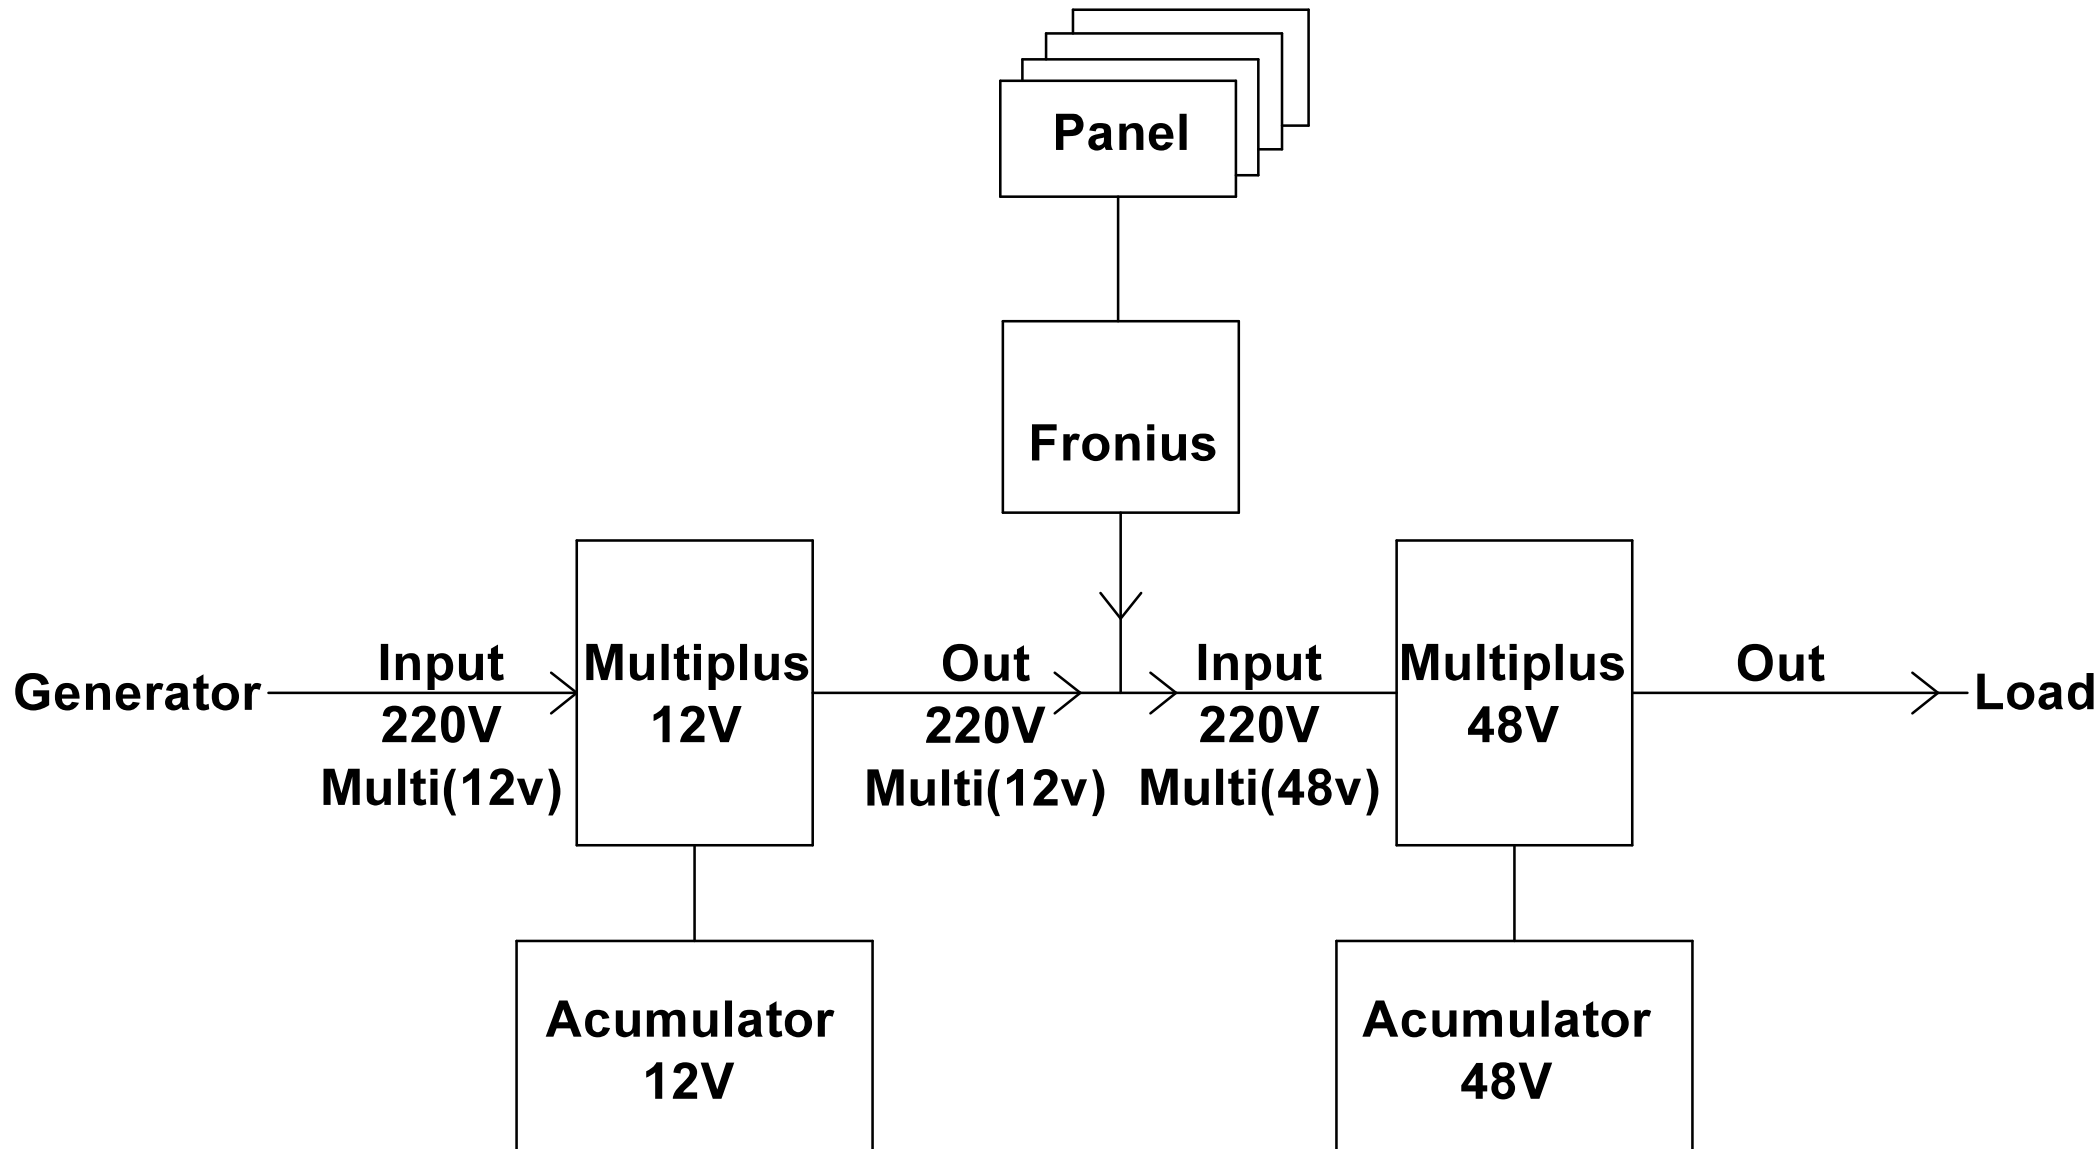 Panel
Fronius
Generator
Input
220V
Multi(12v)
Multiplus
12V
Out
220V
Multi(12v)
Input
220V
Multi(48v)
Multiplus
48V
Out
Load
Acumulator
12V
Acumulator
48V